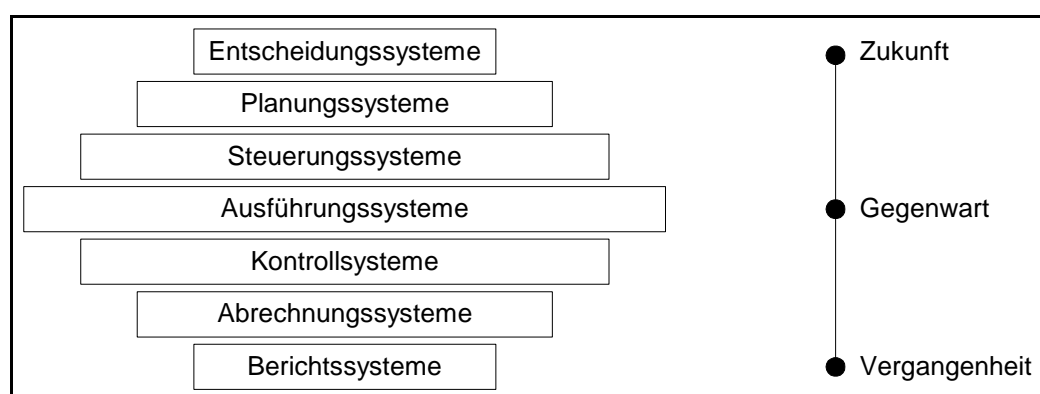 Entscheidungssysteme
Zukunft
Planungssysteme
Steuerungssysteme
Ausführungssysteme
Gegenwart
Kontrollsysteme
Abrechnungssysteme
Berichtssysteme
Vergangenheit